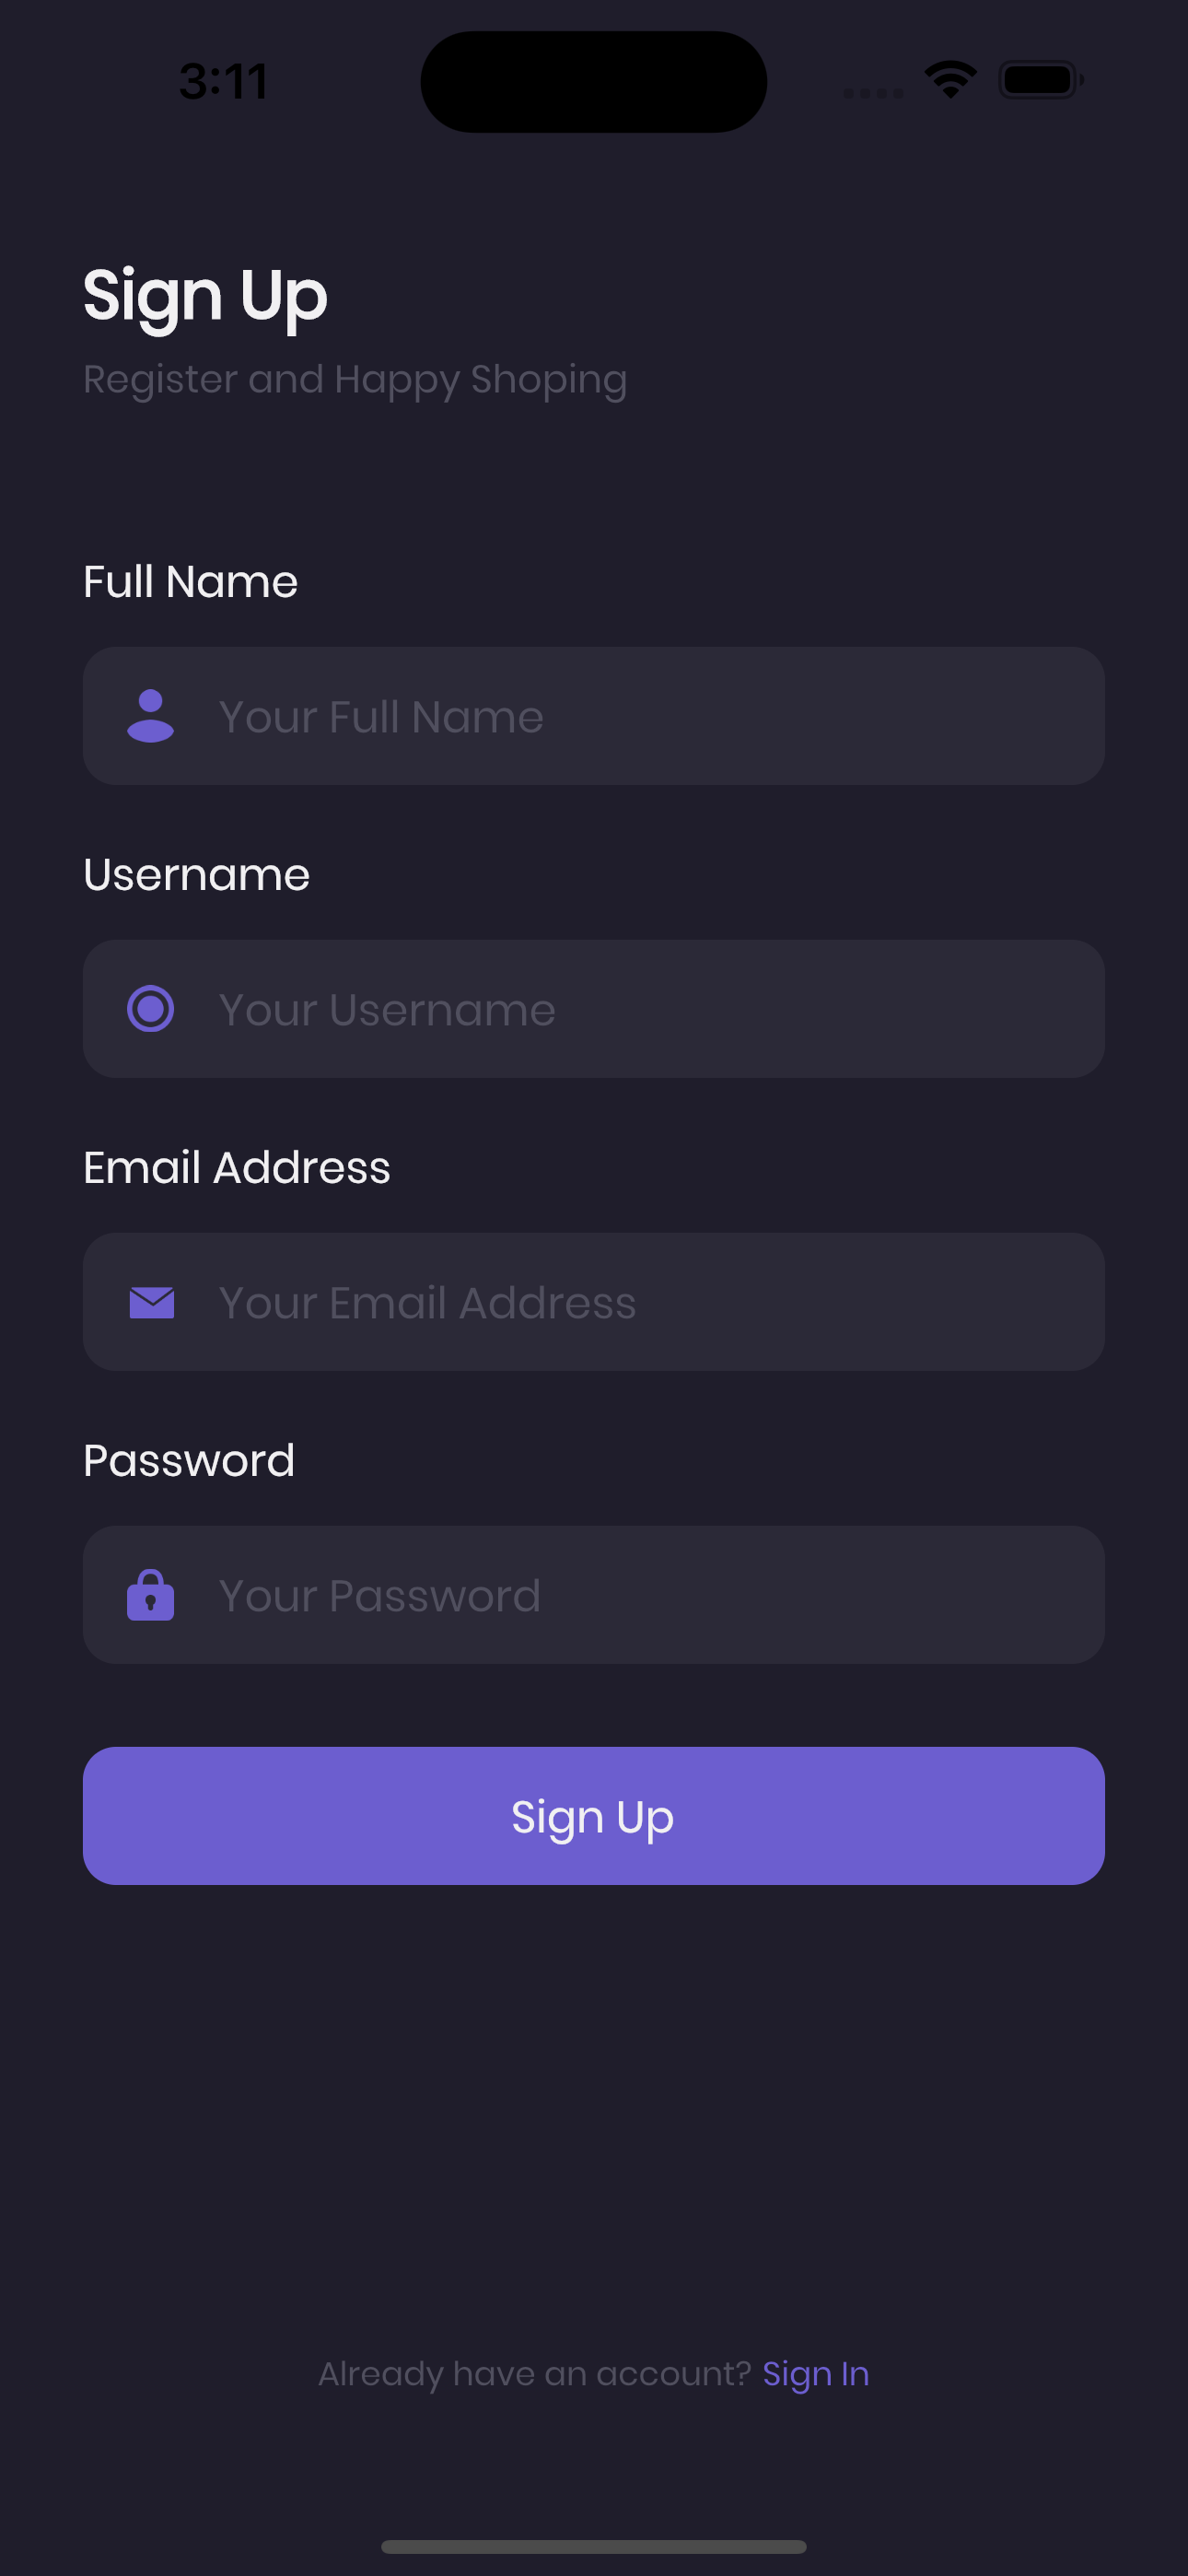 3:11
Sign Up
Register and Happy Shoping
Full Name
Your Full Name
Username
Your Username
Email Address
Your Email Address
Password
Your Password
Sign Up
Already have an account? Sign In